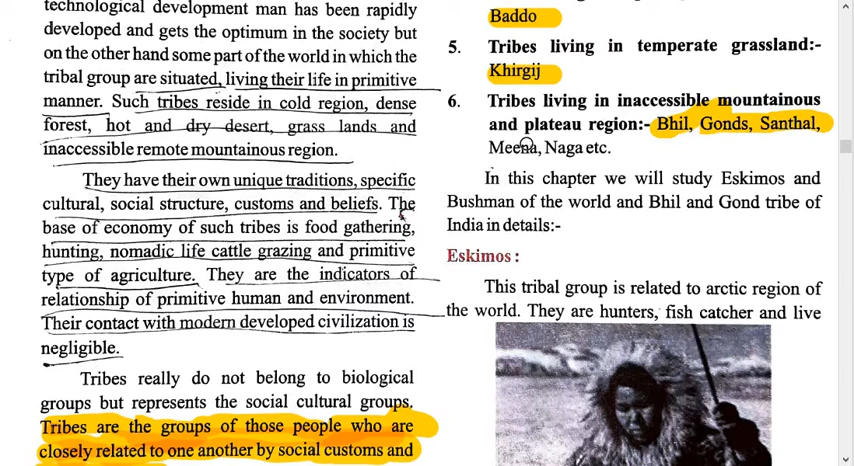 technological development man has been rapidly
developed and gets the optimum in the society but
on the other hand some part of the world in which the
tribal group are situated, living their life in primitive
manner. Such tribes reside in cold region, dense
forest, hot and dry desert, grass lands and
inaccessible remote mountainous region.
They have their own unique traditions, specific
cultural, social structure, customs and beliefs. The
base of economy of such tribes is food gathering,
hunting, nomadic life cattle grazing and primitive
type of agriculture. They are the indicators of
relationship of primitive human and environment.
Their contact with modern developed civilization is
negligible.
Tribes really do not belong to biological
groups but represents the social cultural groups.
Tribes are the groups of those people who are
closely related to one another by social customs and
Baddo
5. Tribes living in temperate grassland:-
Khirgij
6. Tribes living in inaccessible mountainous
and plateau region:- Bhil, Gonds, Santhal,
Meena, Naga etc.
In this chapter we will study Eskimos and
Bushman of the world and Bhil and Gond tribe of
India in details:-
Eskimos :
This tribal group is related to arctic region of
the world. They are hunters, fish catcher and live